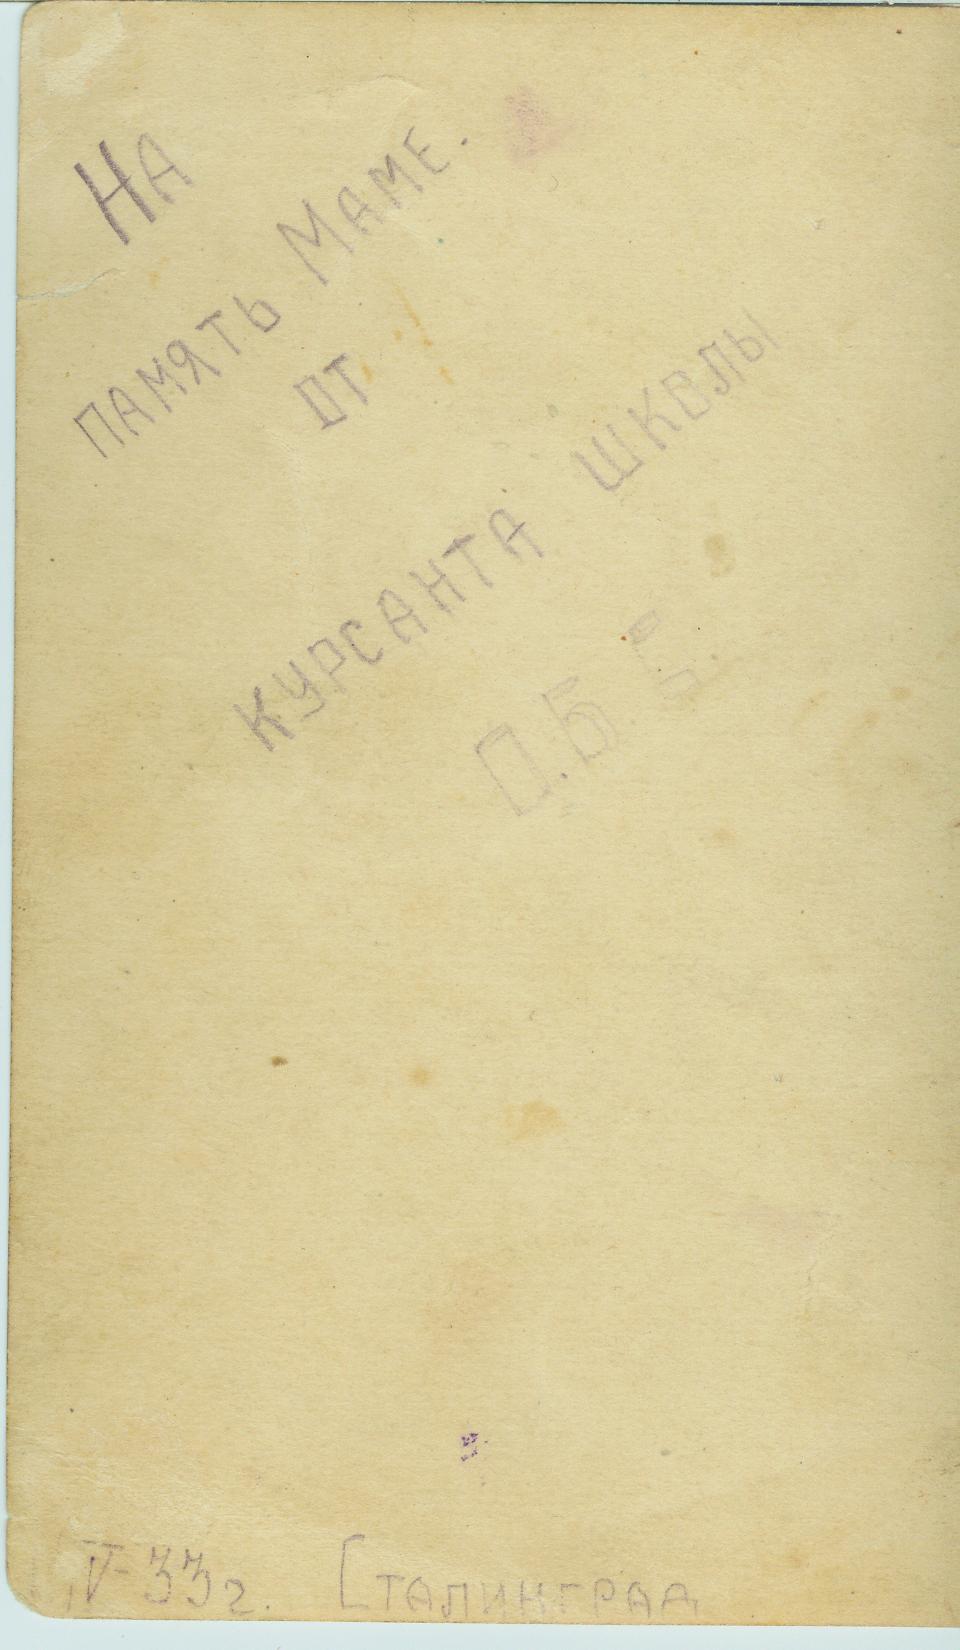 На
память Маме.
от
курсанта школы
О.Б.
V-33г. Сталинград